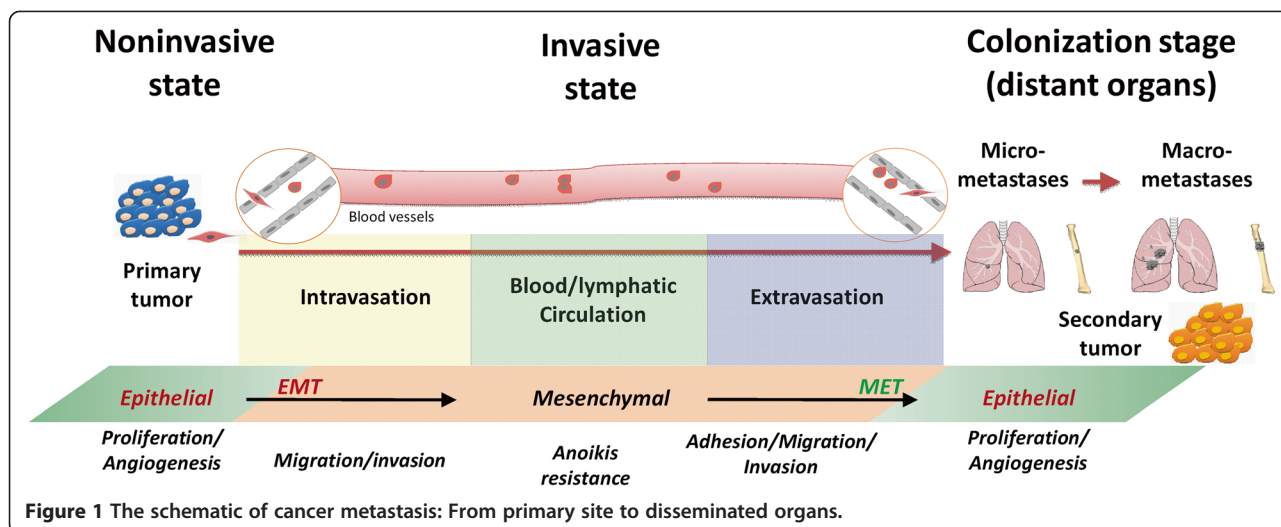 Noninvasive
state
Invasive
state
Colonization stage
(distant organs)
Micro-
metastases
Macro-
metastases
Blood vessels
Primary
tumor
Intravasation
Blood/lymphatic
Circulation
Extravasation
Secondary
tumor
Epithelial
EMT
Mesenchymal
MET
Epithelial
Proliferation/
Angiogenesis
Migration/invasion
Anoikis
resistance
Adhesion/Migration/
Invasion
Proliferation/
Angiogenesis
Figure 1 The schematic of cancer metastasis: From primary site to disseminated organs.